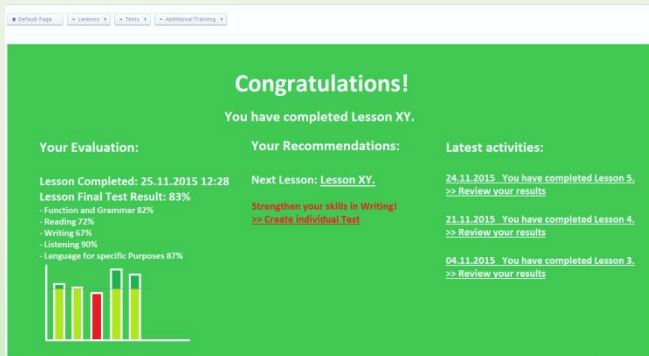 Default Page
Lessons
Tests
Additional Training
Congratulations!
You have completed Lesson XY.
Your Evaluation:
Lesson Completed: 25.11.2015 12:28
Lesson Final Test Result: 83%
- Function and Grammar 82%
- Reading 72%
- Writing 67%
- Listening 90%
- Language for specific Purposes 87%
Your Recommendations:
Next Lesson: Lesson XY.
Strengthen your skills in Writing!
>> Create individual Test
Latest activities:
24.11.2015 You have completed Lesson 5.
>> Review your results
21.11.2015 You have completed Lesson 4.
>> Review your results
04.11.2015 You have completed Lesson 3.
>> Review your results